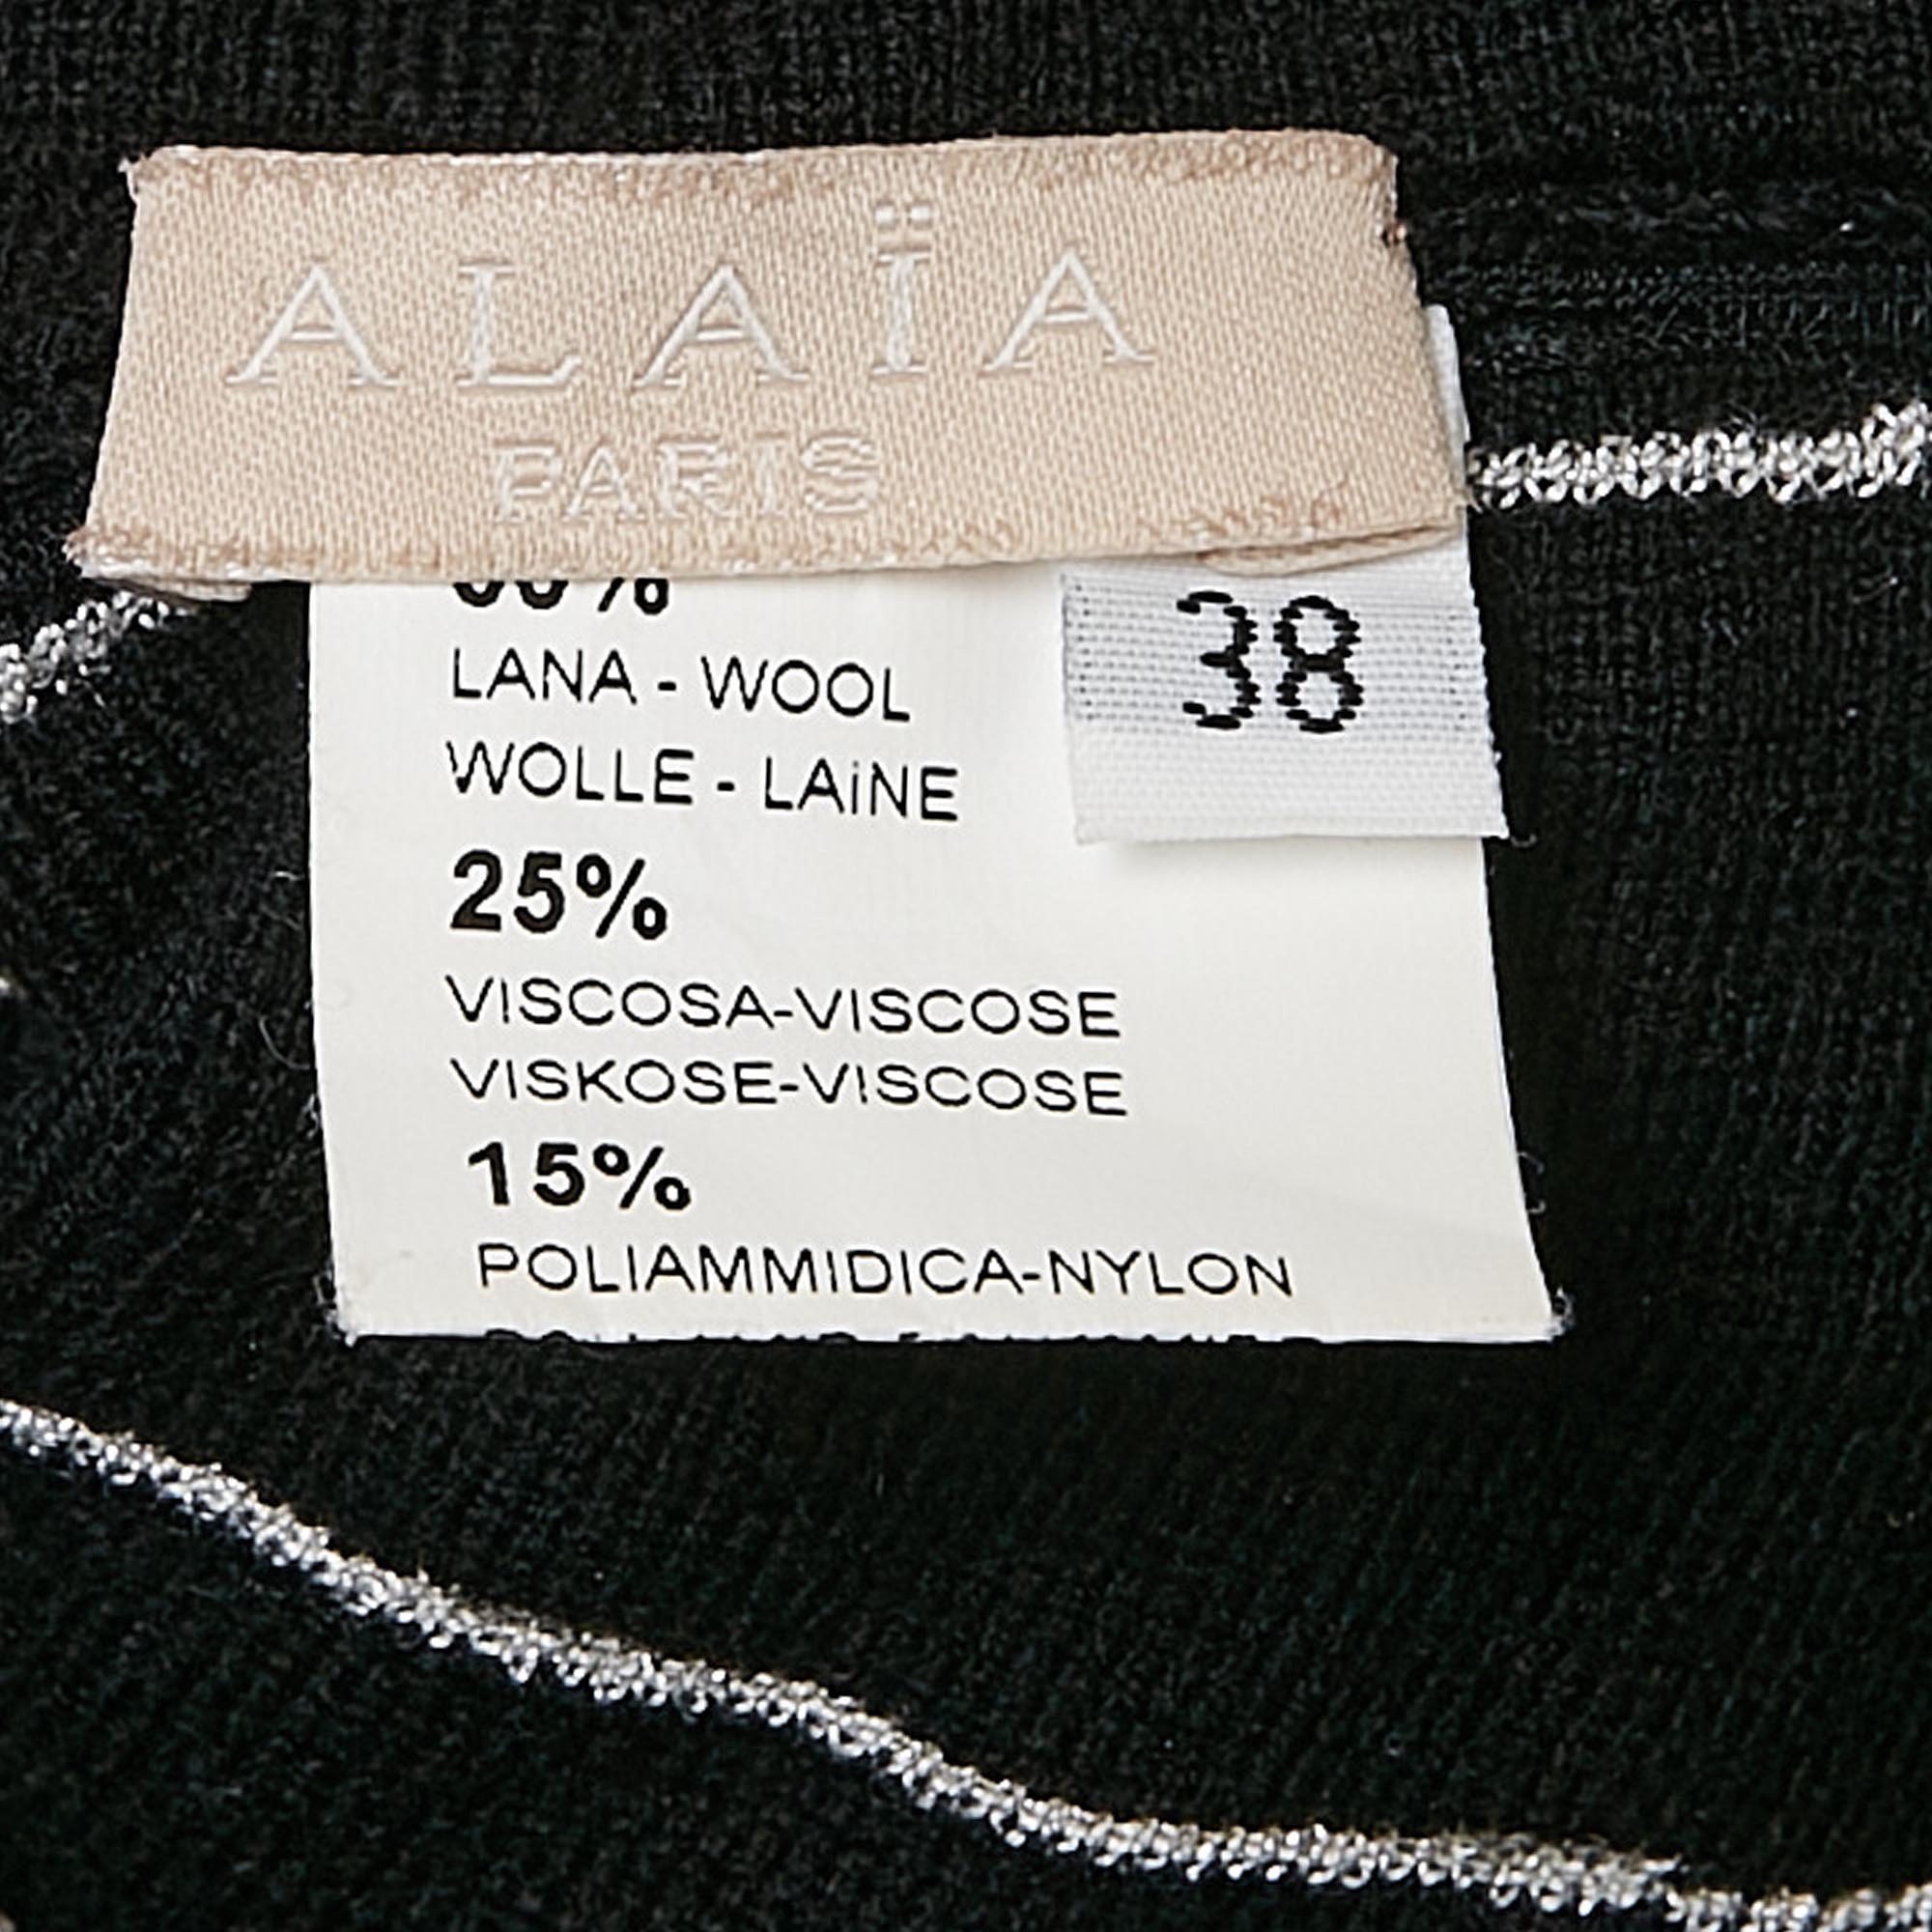 ALAÏA
PARIS
38
LANA - WOOL
WOLLE - LAiNE
25%
VISCOSA-VISCOSE
VISKOSE-VISCOSE
15%
POLIAMMIDICA-NYLON